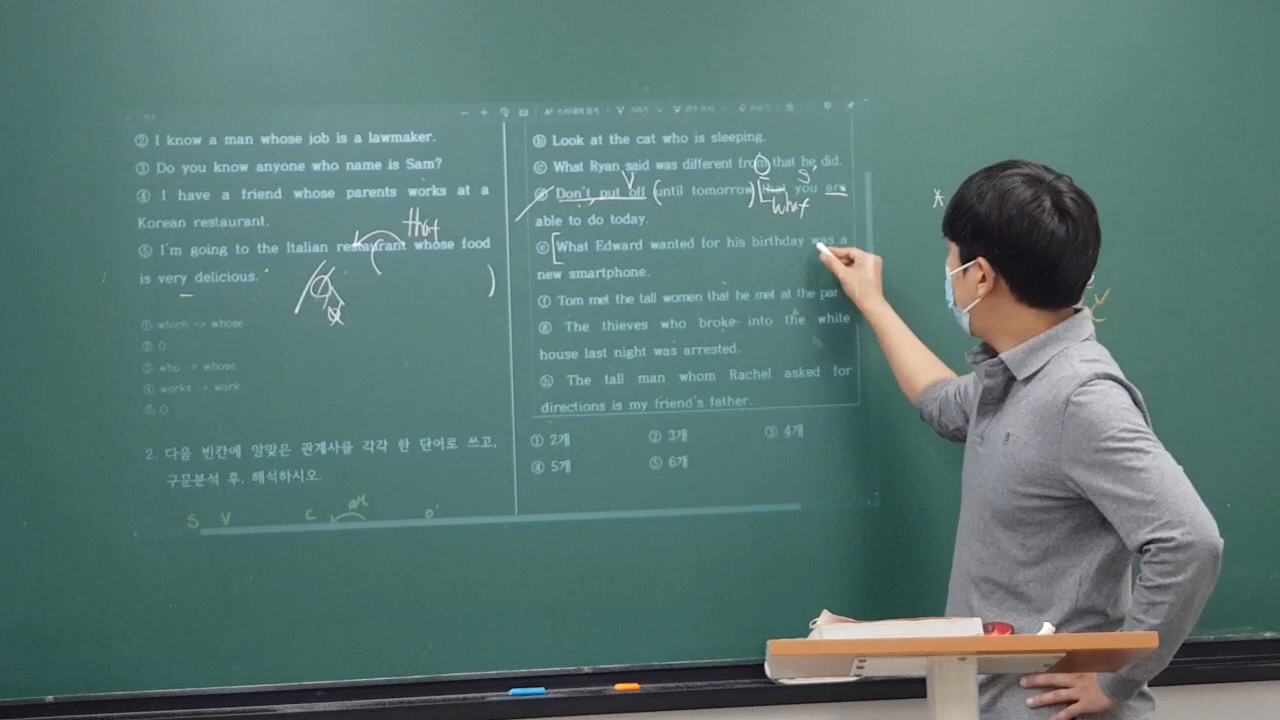 ② I know a man whose job is a lawmaker.
③ Do you know anyone who name is Sam?
④ I have a friend whose parents works at a
Korean restaurant.
that
⑤ I'm going to the Italian restaurant whose food
is very delicious.
① which -> whose
② O
③ who -> whose
④ works -> work
⑤ O
2. 다음 빈칸에 알맞은 관계사를 각각 한 단어로 쓰고,
구문분석 후, 해석하시오.
S V C O'
ⓑ Look at the cat who is sleeping.
ⓒ What Ryan said was different from that he did.
V O S'
Don't put off (until tomorrow) [that you are
What
able to do today.
ⓔ [What Edward wanted for his birthday was a
new smartphone.
ⓕ Tom met the tall women that he met at the par
ⓖ The thieves who broke into the white
house last night was arrested.
ⓗ The tall man whom Rachel asked for
directions is my friend's father.
① 2개 ② 3개 ③ 4개
④ 5개 ⑤ 6개